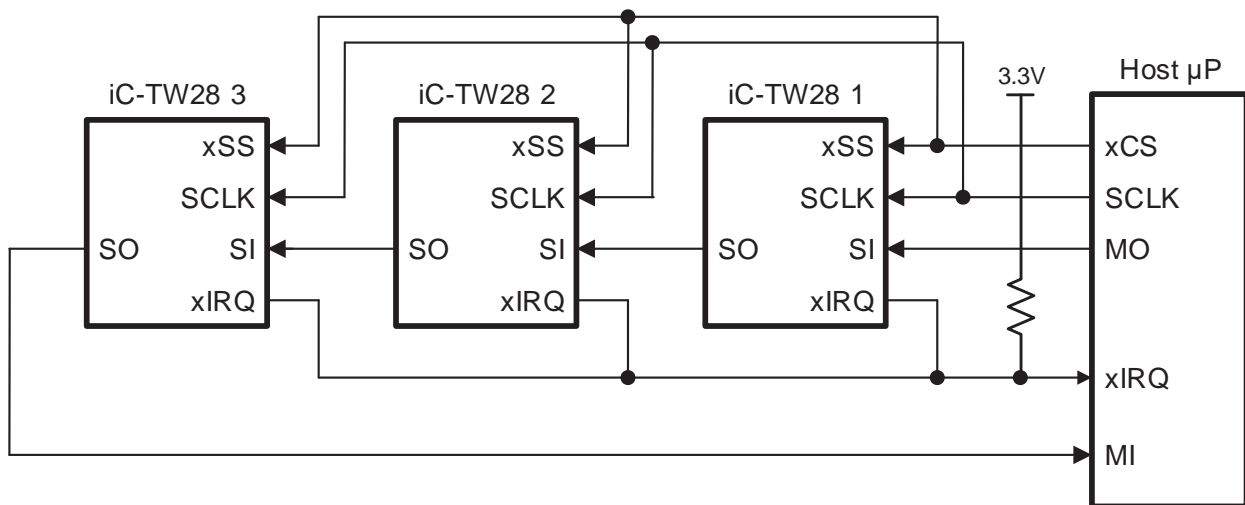 3.3V
Host µP
iC-TW28 3
iC-TW28 2
iC-TW28 1
xSS
xSS
xSS
xCS
SCLK
SCLK
SCLK
SCLK
SO
SI
SO
SI
SO
SI
MO
xIRQ
xIRQ
xIRQ
xIRQ
MI